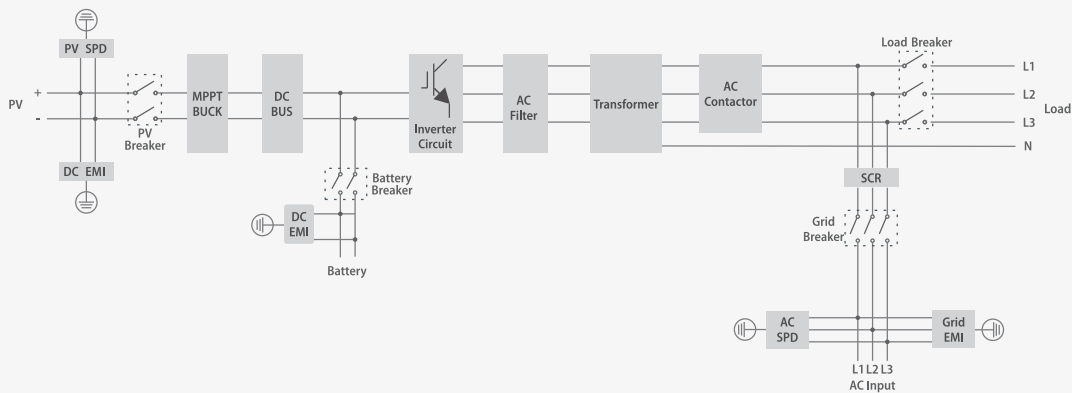 PV SPD
PV
+
-
PV
Breaker
DC EMI
MPPT
BUCK
DC
BUS
Battery
Breaker
DC
EMI
Battery
Inverter
Circuit
AC
Filter
Transformer
AC
Contactor
Load Breaker
L1
L2
L3
N
Load
SCR
Grid
Breaker
AC
SPD
Grid
EMI
L1 L2 L3
AC Input